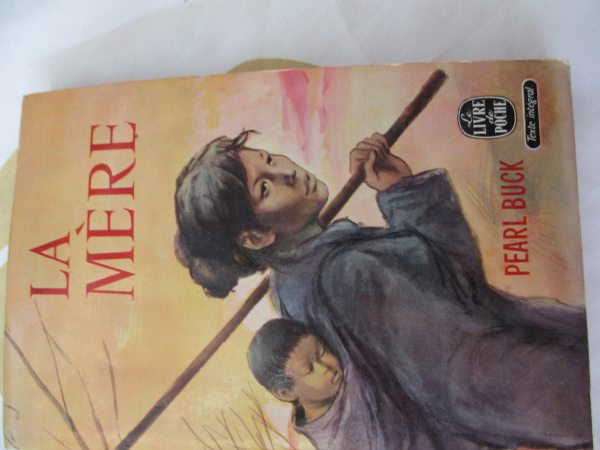 LA
MÈRE
Le
LIVRE
de
POCHE
Texte intégral
PEARL BUCK